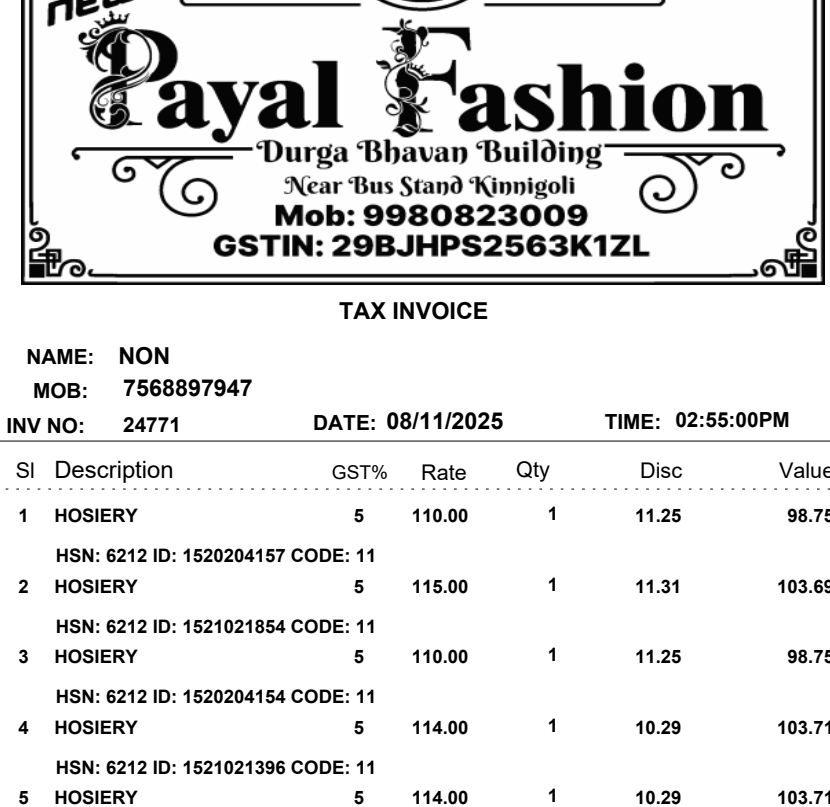 new
Payal Fashion
Durga Bhavan Building
Near Bus Stand Kinnigoli
Mob: 9980823009
GSTIN: 29BJHPS2563K1ZL
TAX INVOICE
NAME: NON
MOB: 7568897947
INV NO: 24771 DATE: 08/11/2025 TIME: 02:55:00PM
Sl Description GST% Rate Qty Disc Value
1 HOSIERY 5 110.00 1 11.25 98.75
HSN: 6212 ID: 1520204157 CODE: 11
2 HOSIERY 5 115.00 1 11.31 103.69
HSN: 6212 ID: 1521021854 CODE: 11
3 HOSIERY 5 110.00 1 11.25 98.75
HSN: 6212 ID: 1520204154 CODE: 11
4 HOSIERY 5 114.00 1 10.29 103.71
HSN: 6212 ID: 1521021396 CODE: 11
5 HOSIERY 5 114.00 1 10.29 103.71